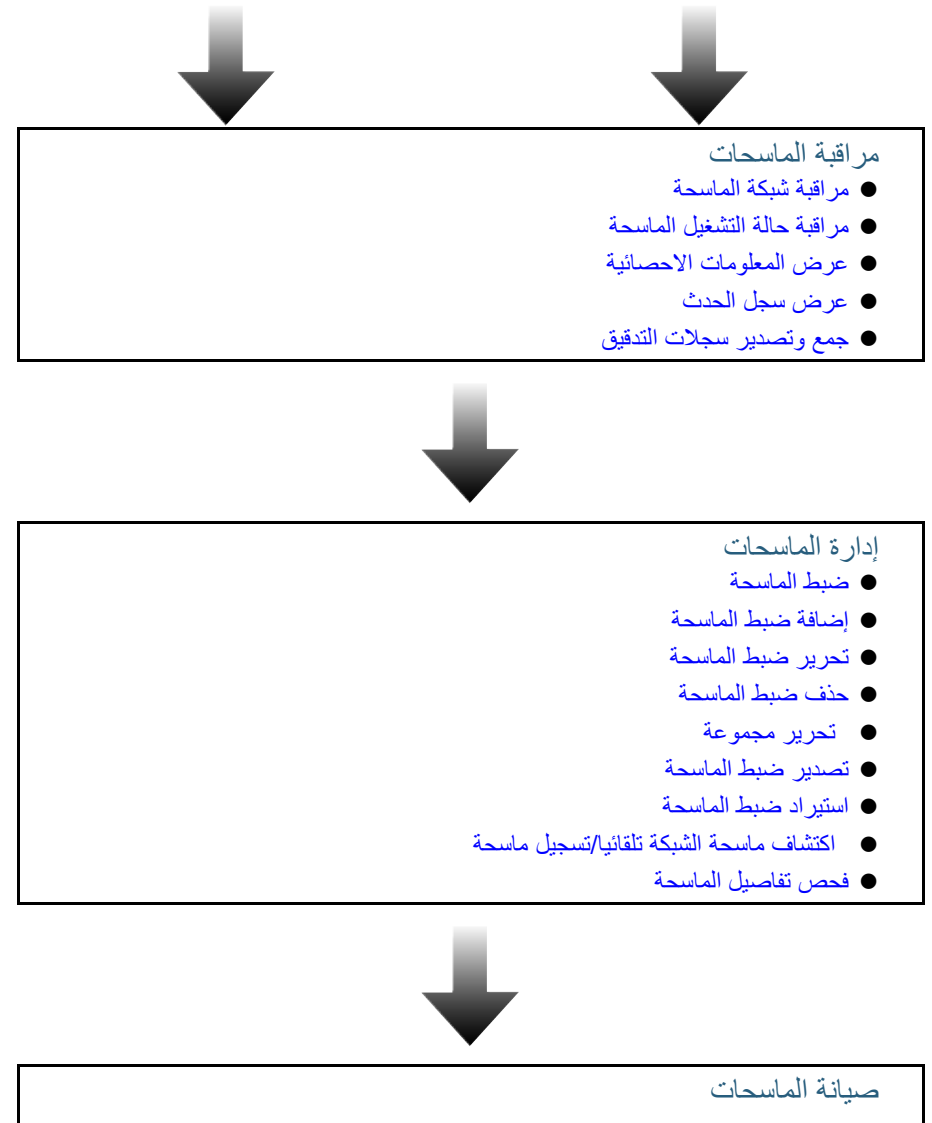 مراقبة الماسحات
● مراقبة شبكة الماسحة
● مراقبة حالة التشغيل الماسحة
● عرض المعلومات الاحصائية
● عرض سجل الحدث
● جمع وتصدير سجلات التدقيق
إدارة الماسحات
● ضبط الماسحة
● إضافة ضبط الماسحة
● تحرير ضبط الماسحة
● حذف ضبط الماسحة
● تحرير مجموعة
● تصدير ضبط الماسحة
● استيراد ضبط الماسحة
● اكتشاف ماسحة الشبكة تلقائيا/تسجيل ماسحة
● فحص تفاصيل الماسحة
صيانة الماسحات